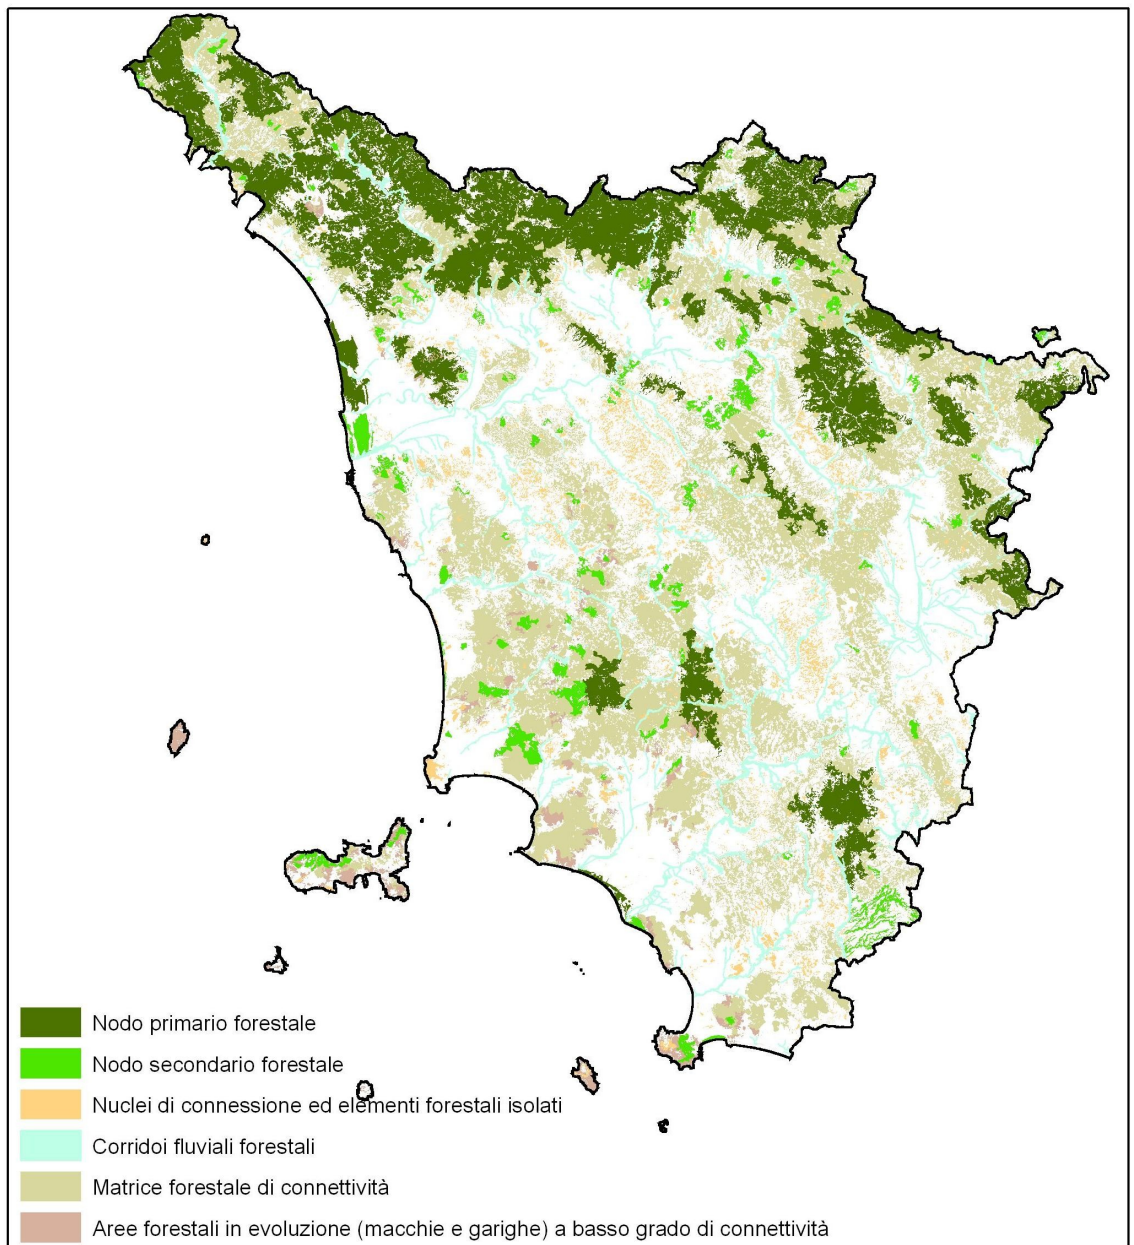 Nodo primario forestale
Nodo secondario forestale
Nuclei di connessione ed elementi forestali isolati
Corridoi fluviali forestali
Matrice forestale di connettività
Aree forestali in evoluzione (macchie e garighe) a basso grado di connettività